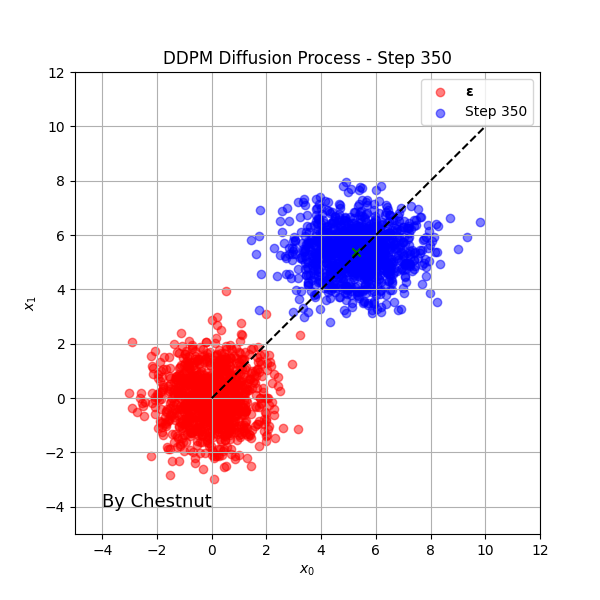 DDPM Diffusion Process - Step 350
ε
Step 350
12
10
8
6
4
2
0
−2
−4
x₁
By Chestnut
−4 −2 0 2 4 6 8 10 12
x₀